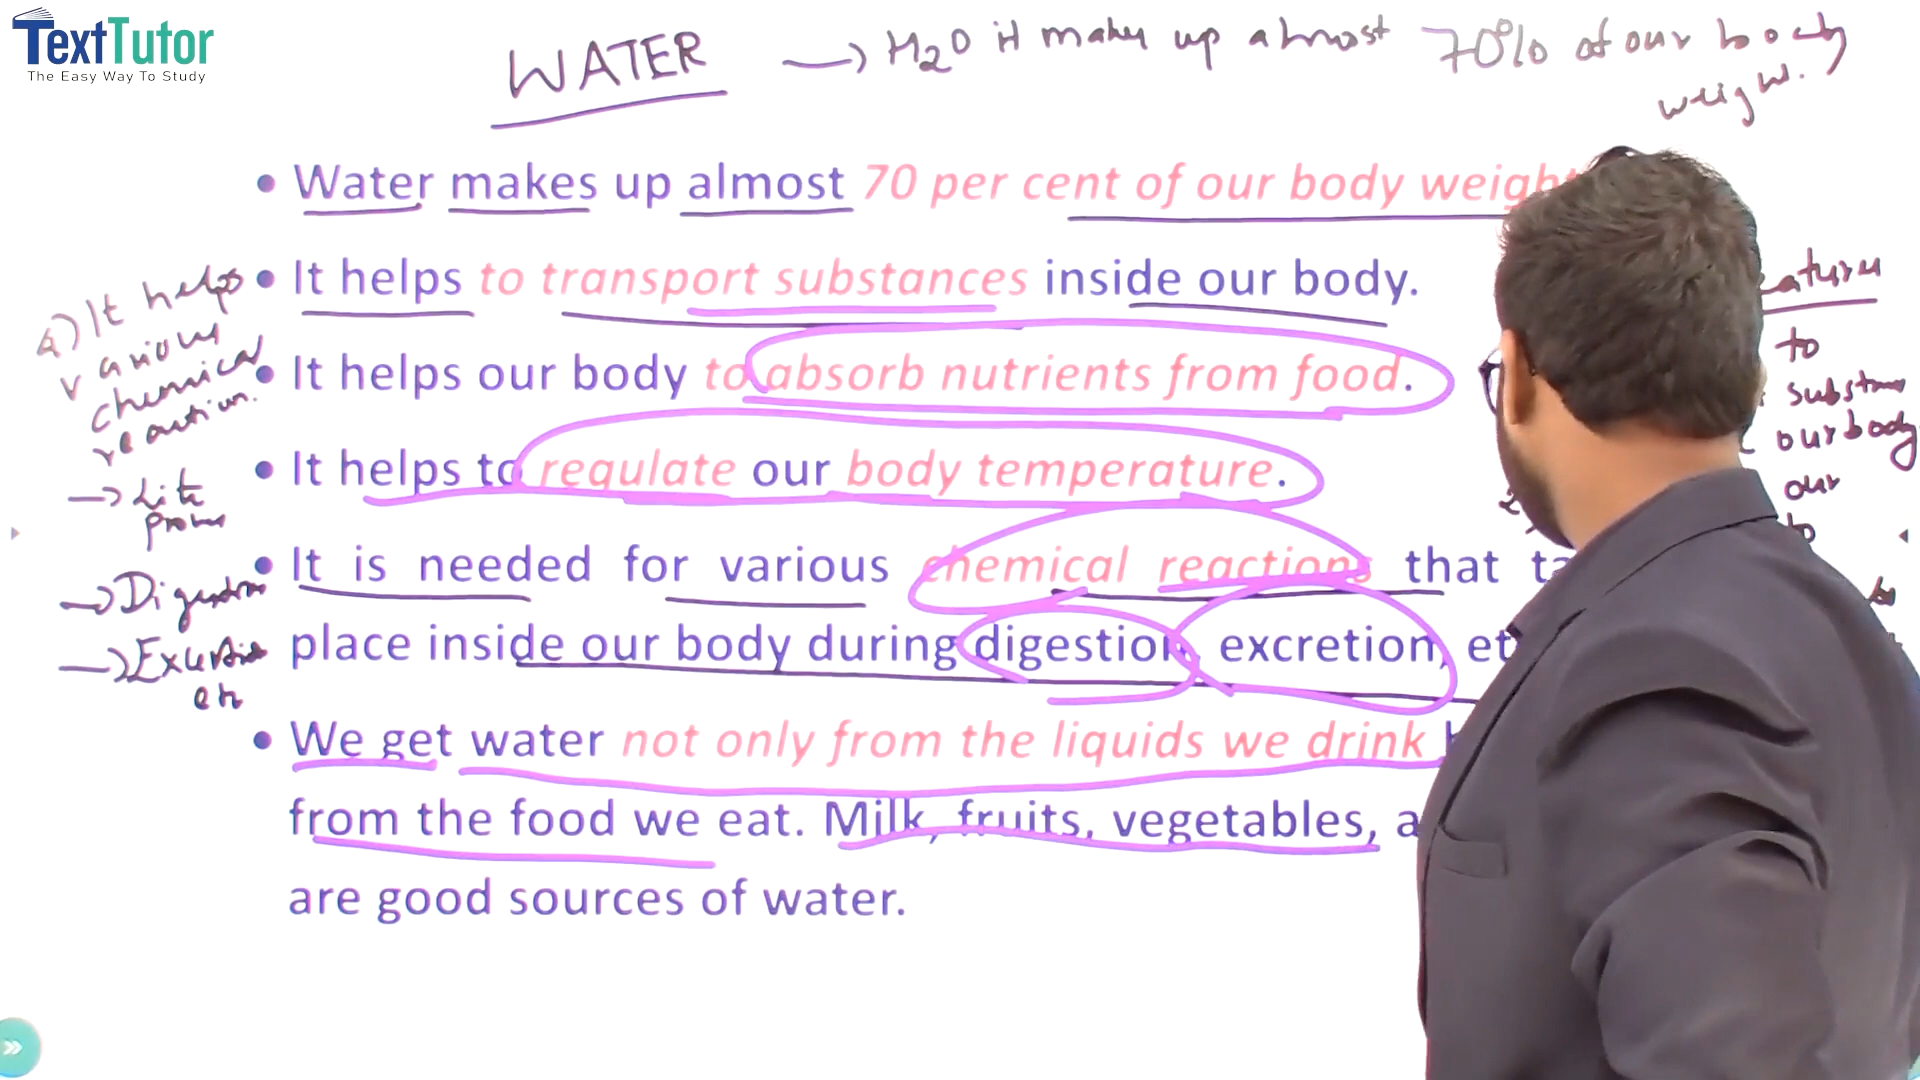 TextTutor
The Easy Way To Study
WATER → H2O it makes up almost 70% of our body
weight.
• Water makes up almost 70 per cent of our body weight
• It helps to transport substances inside our body.
• It helps our body to absorb nutrients from food.
• It helps to regulate our body temperature.
• It is needed for various chemical reactions that ta
place inside our body during digestion, excretion, et
• We get water not only from the liquids we drink b
from the food we eat. Milk, fruits, vegetables, a
are good sources of water.
4) It helps
various
chemical
reaction.
→ Like
→ Digestion
→ Excretion
etc
to
our body
our
to